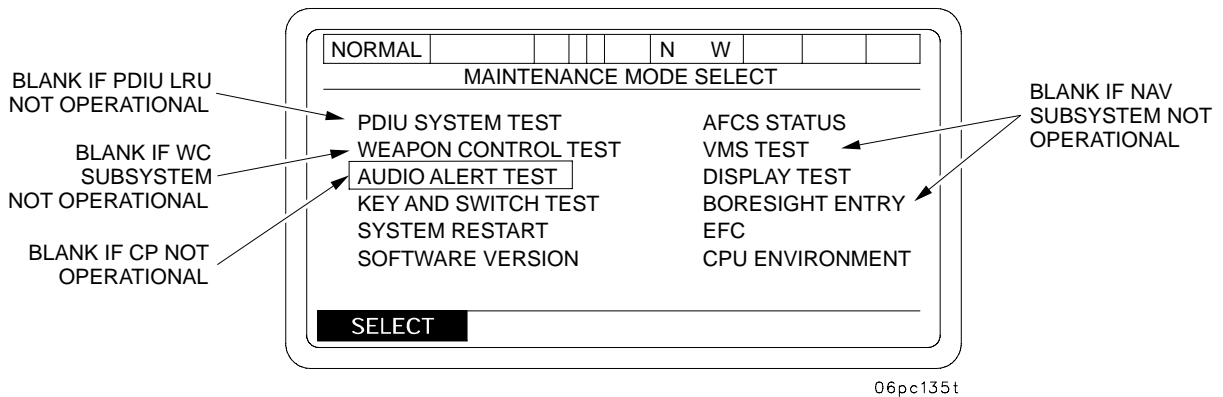 NORMAL N W
MAINTENANCE MODE SELECT
BLANK IF PDIU LRU
NOT OPERATIONAL
BLANK IF WC
SUBSYSTEM
NOT OPERATIONAL
BLANK IF CP NOT
OPERATIONAL
PDIU SYSTEM TEST
WEAPON CONTROL TEST
AUDIO ALERT TEST
KEY AND SWITCH TEST
SYSTEM RESTART
SOFTWARE VERSION
AFCS STATUS
VMS TEST
DISPLAY TEST
BORESIGHT ENTRY
EFC
CPU ENVIRONMENT
BLANK IF NAV
SUBSYSTEM NOT
OPERATIONAL
SELECT
06pc135t